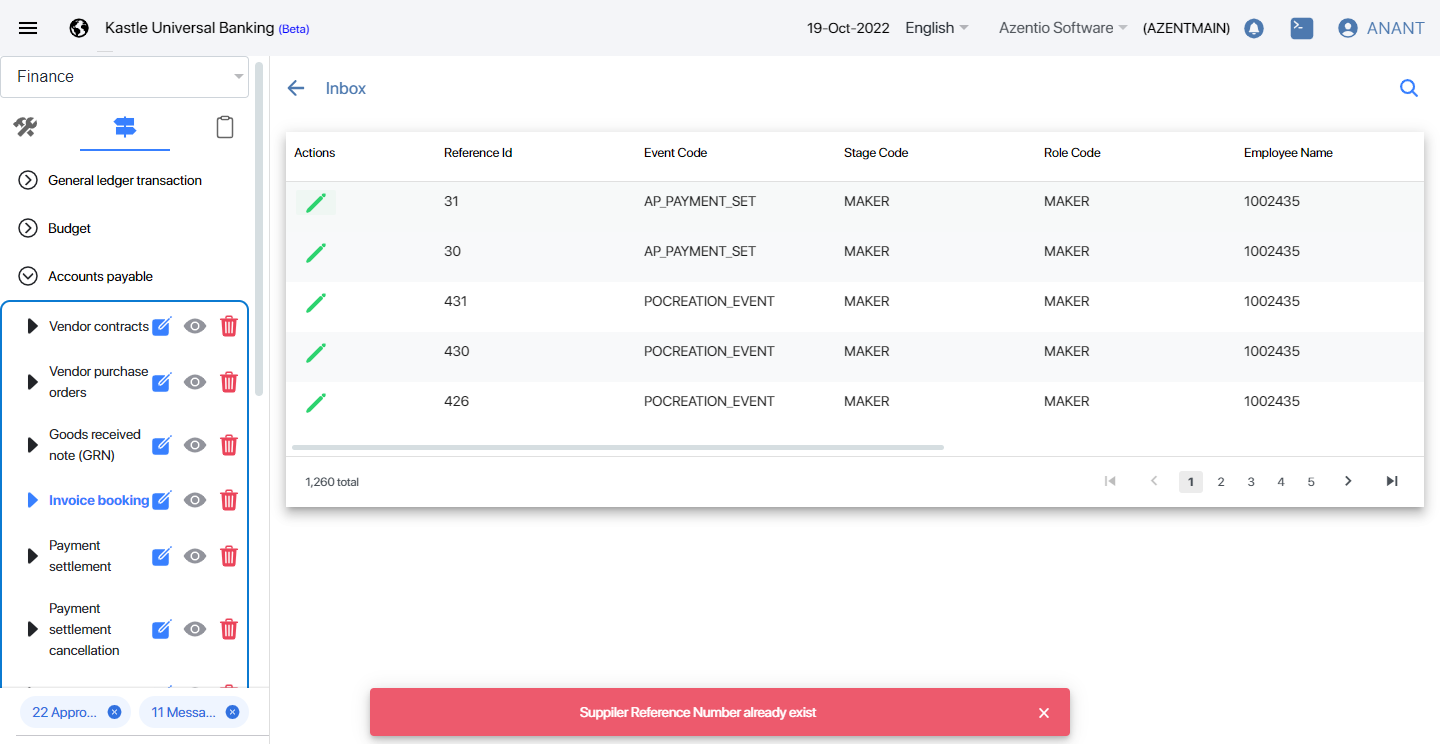 Kastle Universal Banking (Beta)
19-Oct-2022 English Azentio Software (AZENTMAIN) ANANT
Finance
General ledger transaction
Budget
Accounts payable
Vendor contracts
Vendor purchase
orders
Goods received
note (GRN)
Invoice booking
Payment
settlement
Payment
settlement
cancellation
22 Appro...
11 Messa...
Inbox
Actions Reference Id Event Code Stage Code Role Code Employee Name
31 AP_PAYMENT_SET MAKER MAKER 1002435
30 AP_PAYMENT_SET MAKER MAKER 1002435
431 POCREATION_EVENT MAKER MAKER 1002435
430 POCREATION_EVENT MAKER MAKER 1002435
426 POCREATION_EVENT MAKER MAKER 1002435
1,260 total 1 2 3 4 5
Suppiler Reference Number already exist